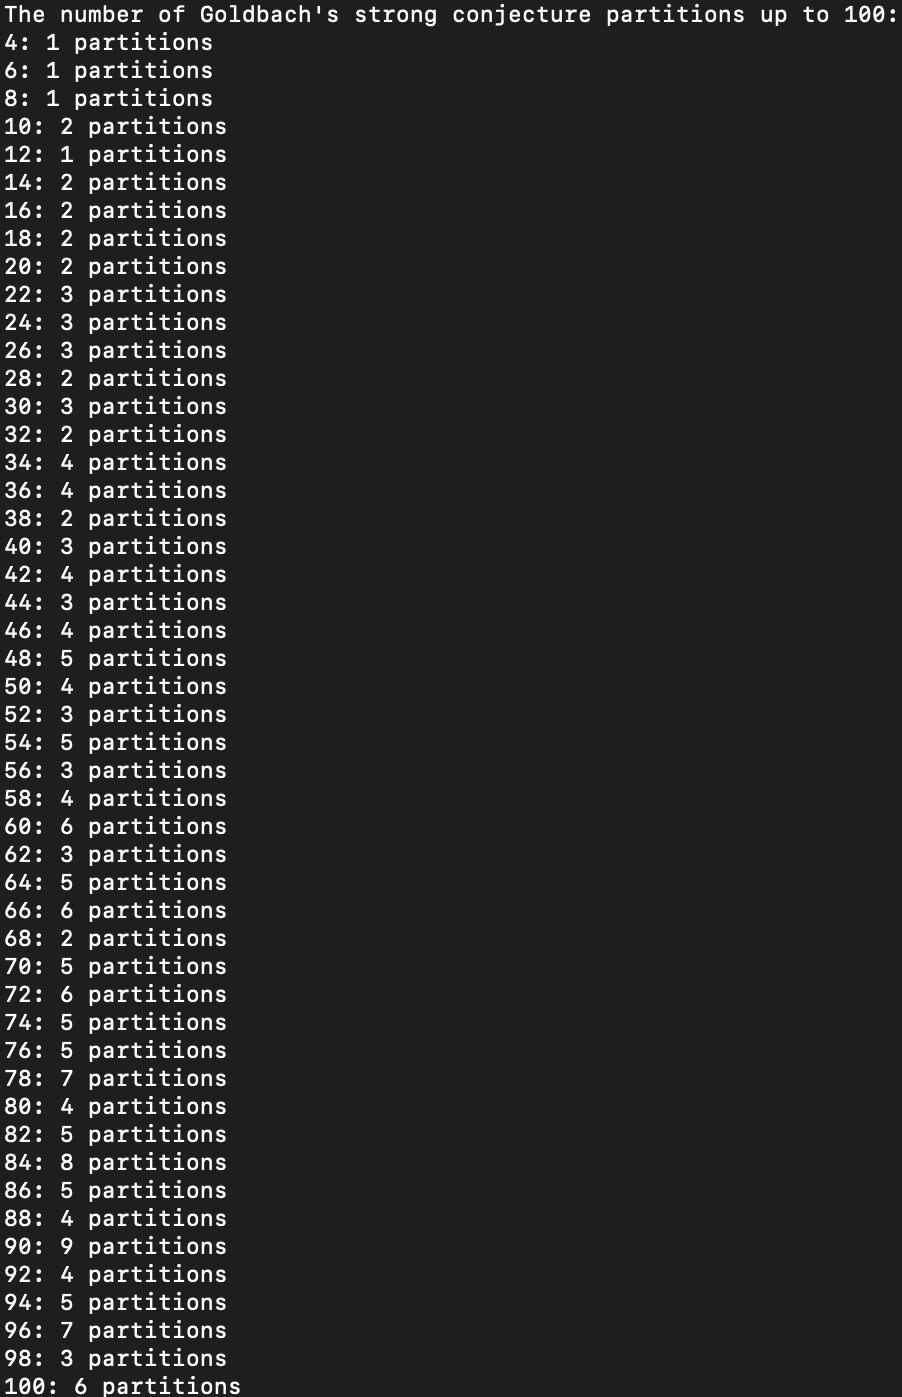 The number of Goldbach's strong conjecture partitions up to 100:
4: 1 partitions
6: 1 partitions
8: 1 partitions
10: 2 partitions
12: 1 partitions
14: 2 partitions
16: 2 partitions
18: 2 partitions
20: 2 partitions
22: 3 partitions
24: 3 partitions
26: 3 partitions
28: 2 partitions
30: 3 partitions
32: 2 partitions
34: 4 partitions
36: 4 partitions
38: 2 partitions
40: 3 partitions
42: 4 partitions
44: 3 partitions
46: 4 partitions
48: 5 partitions
50: 4 partitions
52: 3 partitions
54: 5 partitions
56: 3 partitions
58: 4 partitions
60: 6 partitions
62: 3 partitions
64: 5 partitions
66: 6 partitions
68: 2 partitions
70: 5 partitions
72: 6 partitions
74: 5 partitions
76: 5 partitions
78: 7 partitions
80: 4 partitions
82: 5 partitions
84: 8 partitions
86: 5 partitions
88: 4 partitions
90: 9 partitions
92: 4 partitions
94: 5 partitions
96: 7 partitions
98: 3 partitions
100: 6 partitions